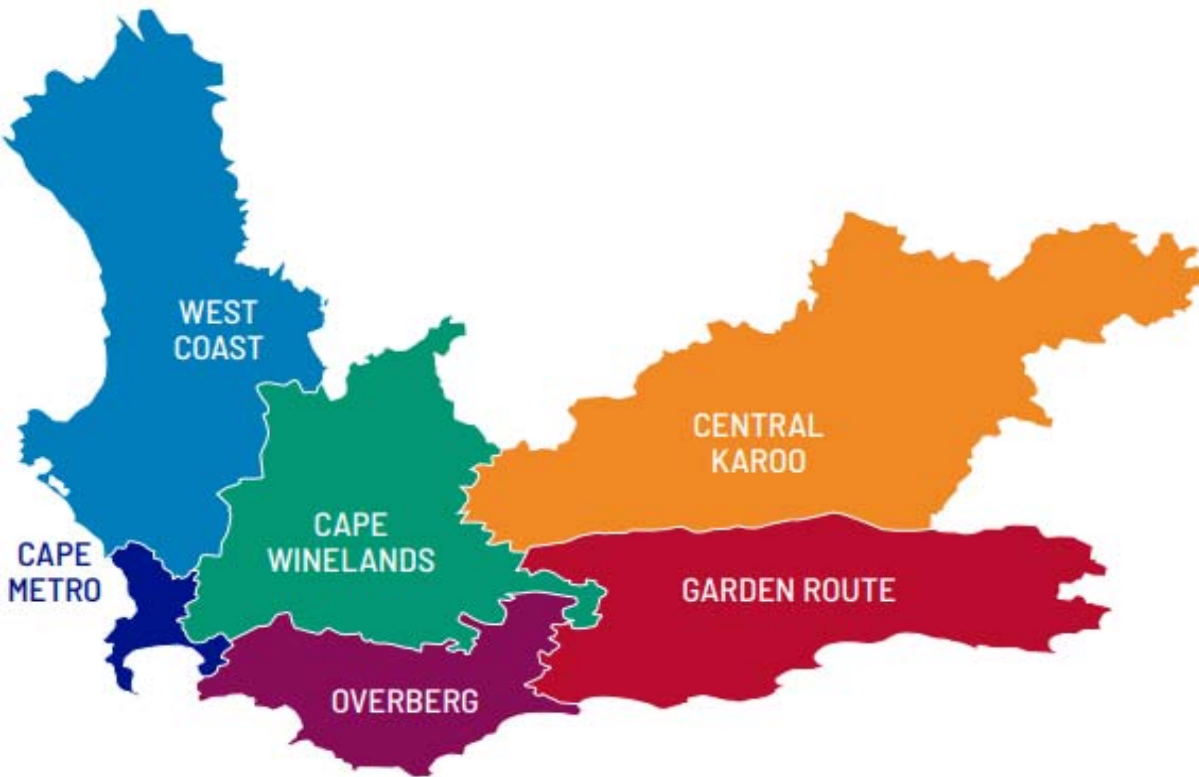 WEST
COAST
CENTRAL
KAROO
CAPE
WINELANDS
CAPE
METRO
GARDEN ROUTE
OVERBERG